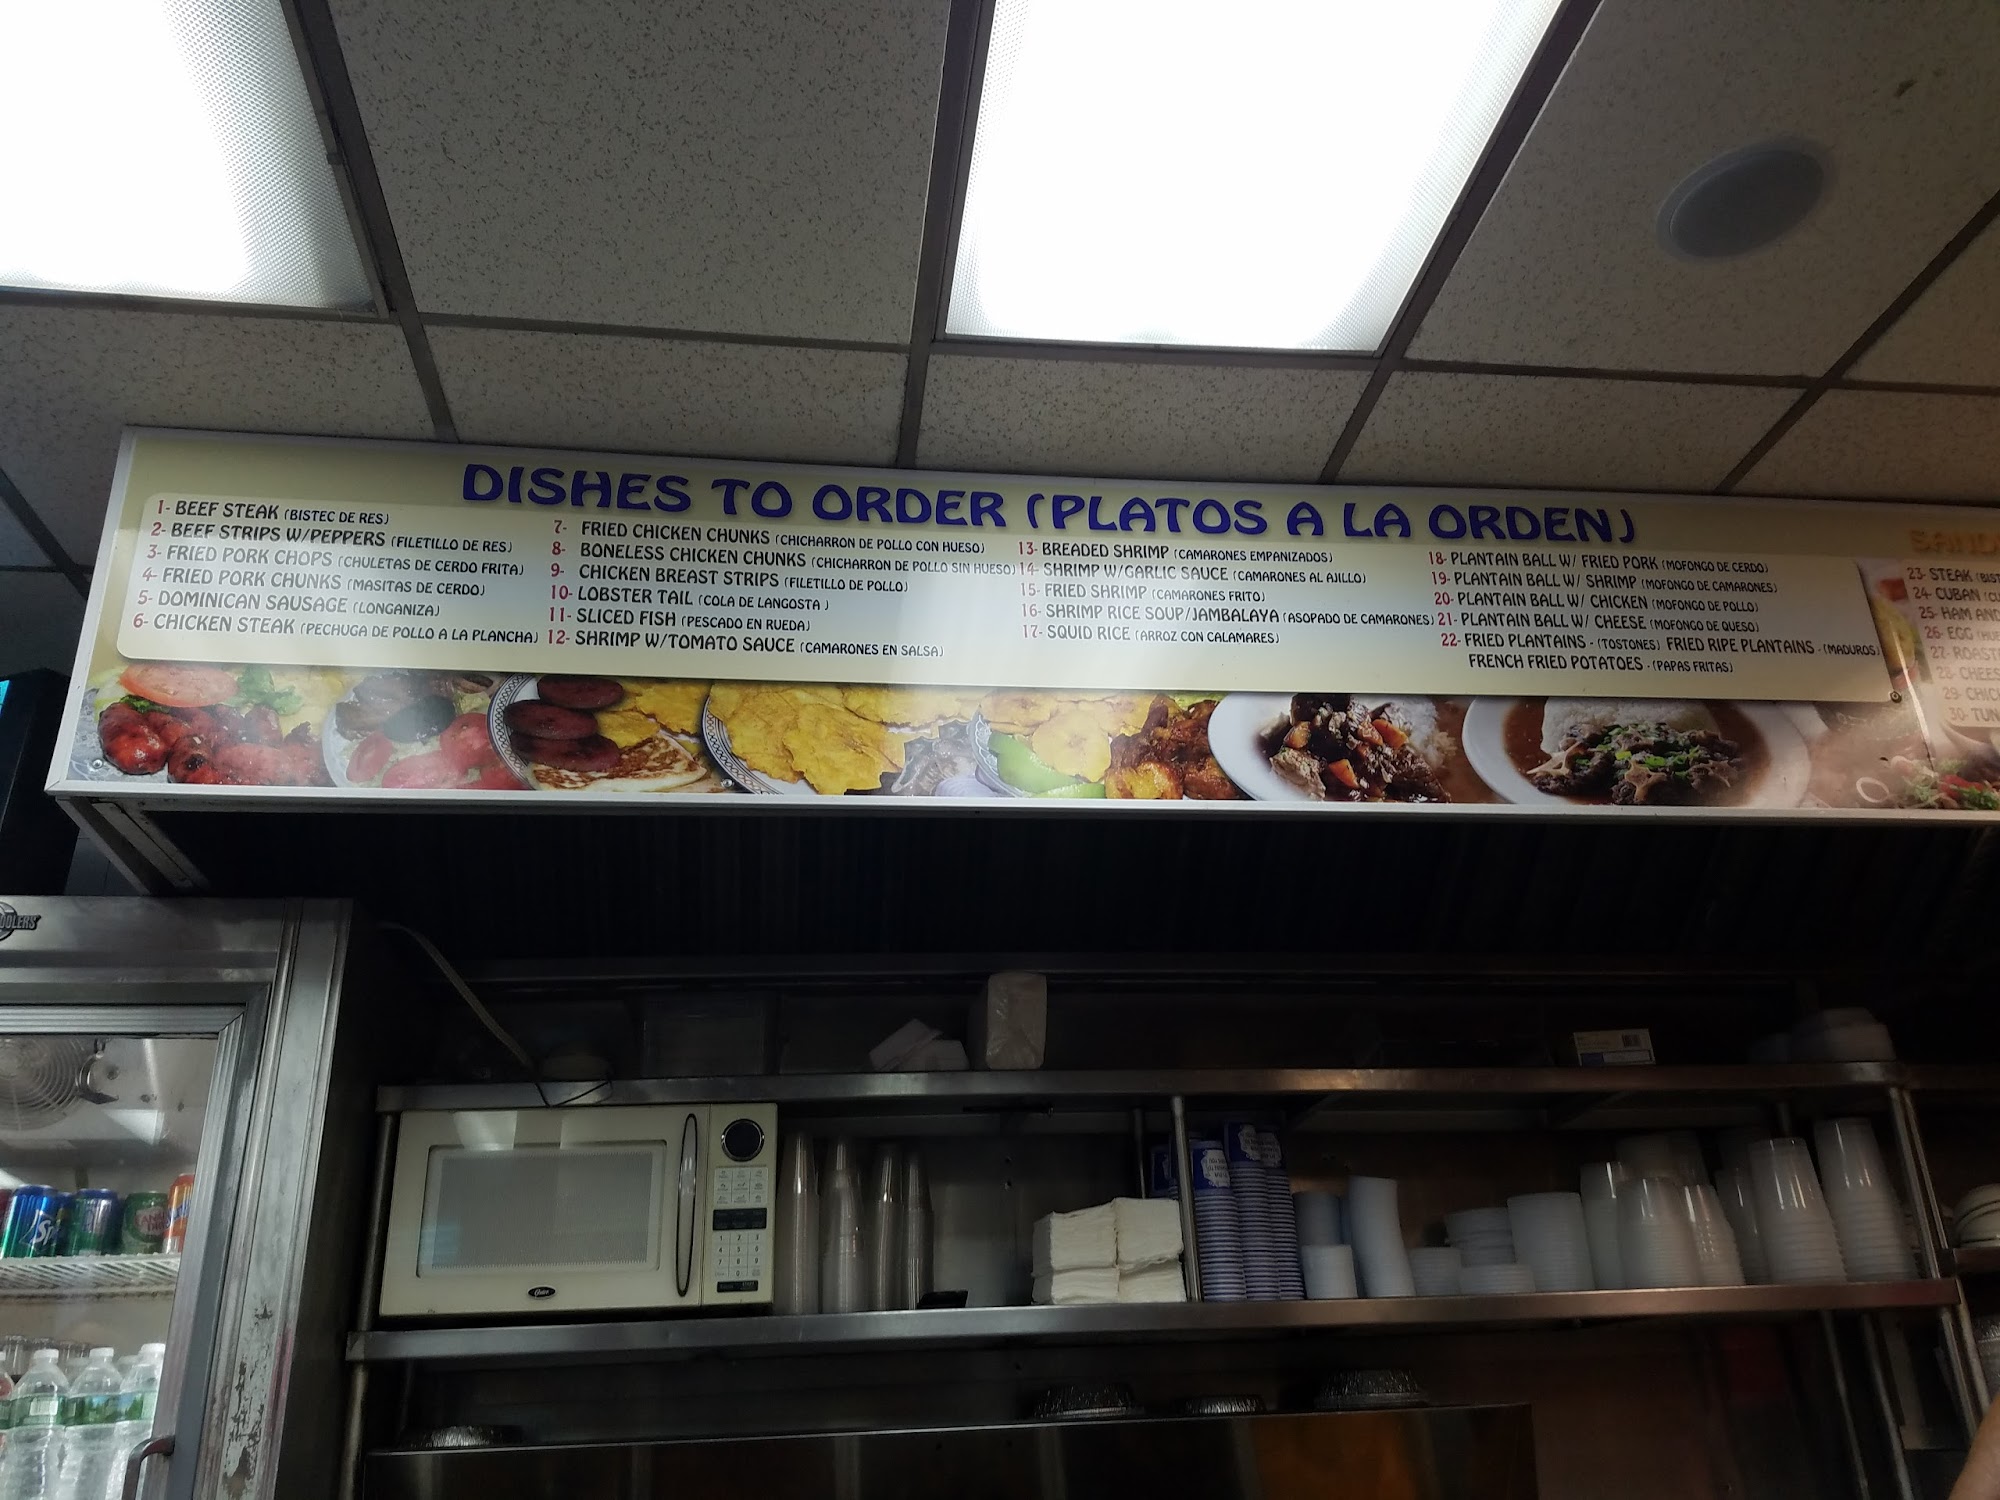 DISHES TO ORDER (PLATOS A LA ORDEN)
1- BEEF STEAK (BISTEC DE RES)
2- BEEF STRIPS W/PEPPERS (FILETILLO DE RES)
3- FRIED PORK CHOPS (CHULETAS DE CERDO FRITA)
4- FRIED PORK CHUNKS (MASITAS DE CERDO)
5- DOMINICAN SAUSAGE (LONGANIZA)
6- CHICKEN STEAK (PECHUGA DE POLLO A LA PLANCHA)
7- FRIED CHICKEN CHUNKS (CHICHARRON DE POLLO CON HUESO)
8- BONELESS CHICKEN CHUNKS (CHICHARRON DE POLLO SIN HUESO)
9- CHICKEN BREAST STRIPS (FILETILLO DE POLLO)
10- LOBSTER TAIL (COLA DE LANGOSTA )
11- SLICED FISH (PESCADO EN RUEDA)
12- SHRIMP W/TOMATO SAUCE (CAMARONES EN SALSA)
13- BREADED SHRIMP (CAMARONES EMPANIZADOS)
14- SHRIMP W/GARLIC SAUCE (CAMARONES AL AJILLO)
15- FRIED SHRIMP (CAMARONES FRITO)
16- SHRIMP RICE SOUP/JAMBALAYA (ASOPADO DE CAMARONES)
17- SQUID RICE (ARROZ CON CALAMARES)
18- PLANTAIN BALL W/ FRIED PORK (MOFONGO DE CERDO)
19- PLANTAIN BALL W/ SHRIMP (MOFONGO DE CAMARONES)
20- PLANTAIN BALL W/ CHICKEN (MOFONGO DE POLLO)
21- PLANTAIN BALL W/ CHEESE (MOFONGO DE QUESO)
22- FRIED PLANTAINS - (TOSTONES) FRIED RIPE PLANTAINS - (MADUROS)
FRENCH FRIED POTATOES - (PAPAS FRITAS)
23- STEAK
24- CUBAN
25- HAM AND
26- EGG
27-
28-
29-
30-